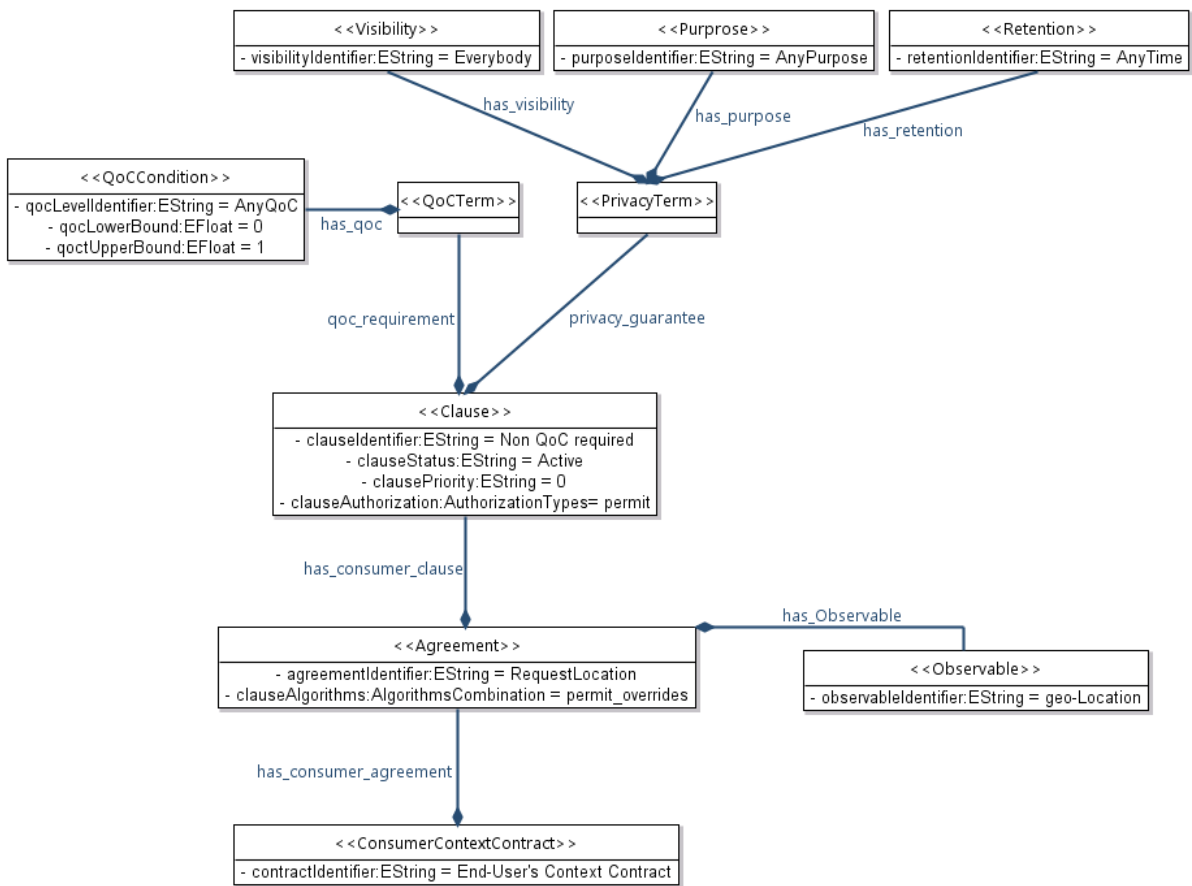 <<Visibility>>
- visibilityIdentifier:EString = Everybody
<<Purprose>>
- purposeIdentifier:EString = AnyPurpose
<<Retention>>
- retentionIdentifier:EString = AnyTime
has_visibility
has_purpose
has_retention
<<QoCCondition>>
- qocLevelIdentifier:EString = AnyQoC
- qocLowerBound:EFloat = 0
- qoctUpperBound:EFloat = 1
has_qoc
<<QoCTerm>>
<<PrivacyTerm>>
qoc_requirement
privacy_guarantee
<<Clause>>
- clauseIdentifier:EString = Non QoC required
- clauseStatus:EString = Active
- clausePriority:EString = 0
- clauseAuthorization:AuthorizationTypes= permit
has_consumer_clause
has_Observable
<<Agreement>>
- agreementIdentifier:EString = RequestLocation
- clauseAlgorithms:AlgorithmsCombination = permit_overrides
<<Observable>>
- observableIdentifier:EString = geo-Location
has_consumer_agreement
<<ConsumerContextContract>>
- contractIdentifier:EString = End-User's Context Contract